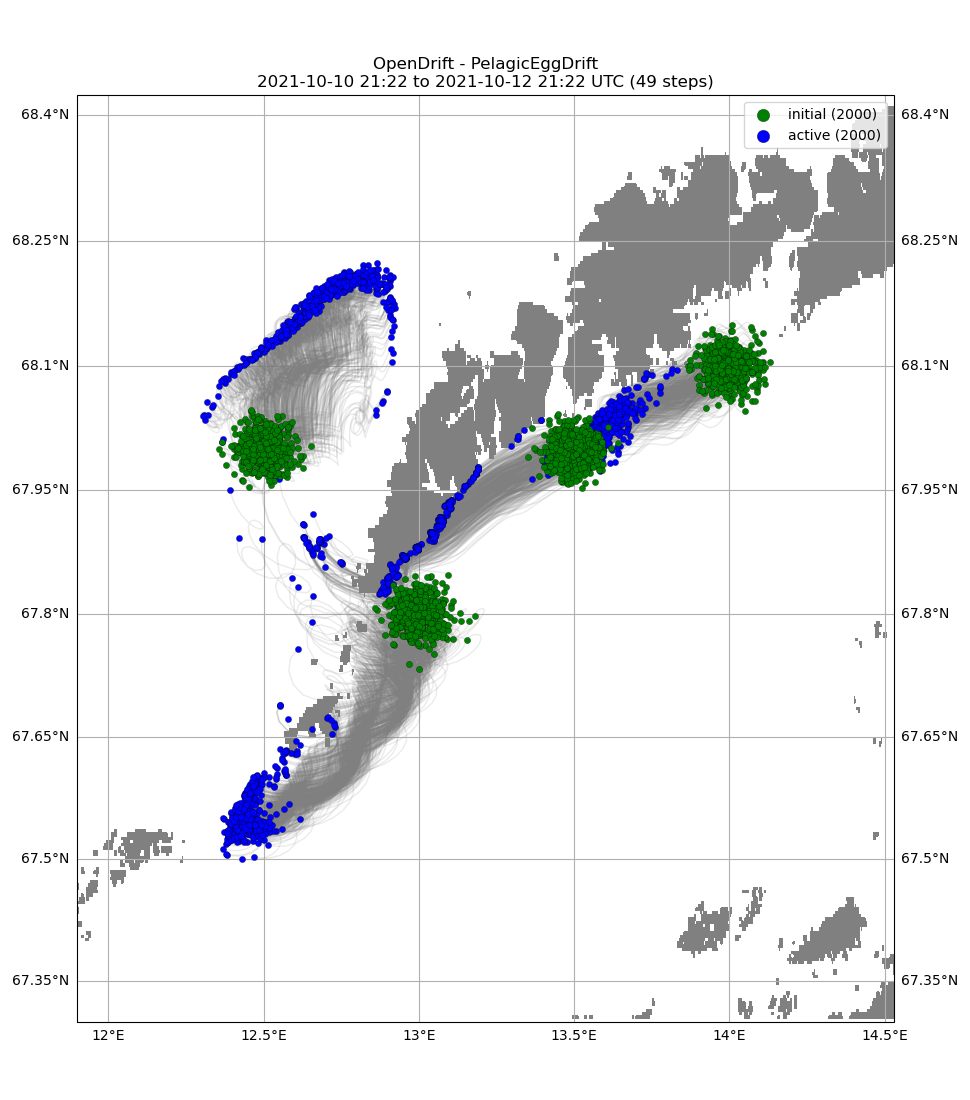 OpenDrift - PelagicEggDrift
2021-10-10 21:22 to 2021-10-12 21:22 UTC (49 steps)
initial (2000)
active (2000)
68.4°N 68.4°N
68.25°N 68.25°N
68.1°N 68.1°N
67.95°N 67.95°N
67.8°N 67.8°N
67.65°N 67.65°N
67.5°N 67.5°N
67.35°N 67.35°N
12°E 12.5°E 13°E 13.5°E 14°E 14.5°E